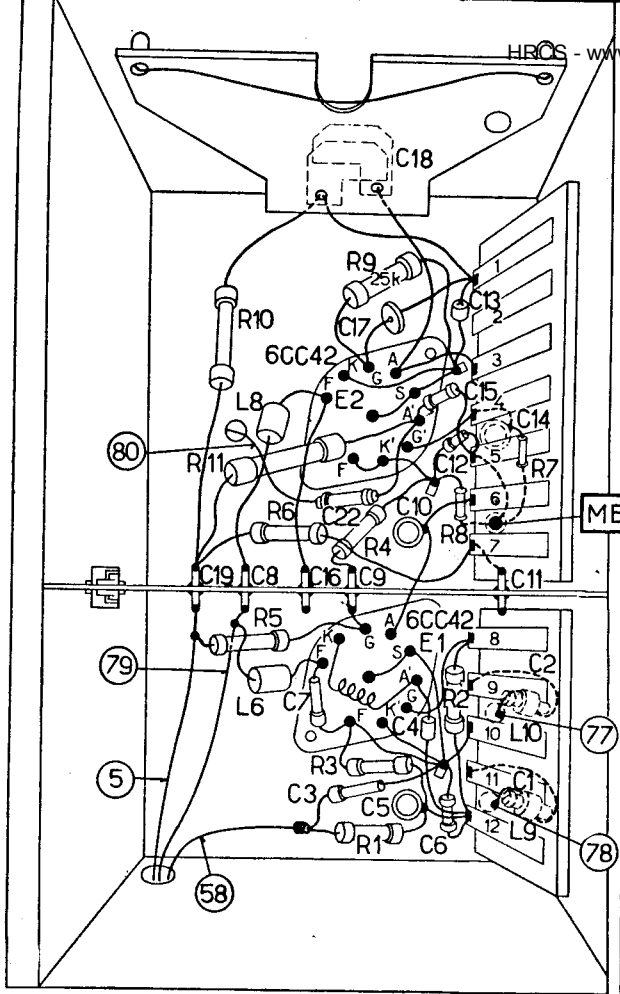 HRCS - www
C18
R9
25k
1
C13
2
R10
C17
3
6CC42
K
G
A
F
S
E2
C15
4
L8
A'
G'
C14
80
R11
K'
5
F
C12
R7
6
C22
C10
R6
R8
ME
R4
7
C19
C8
C16
C9
C11
6CC42
R5
K
G
A
S
E1
8
F
C2
79
A'
9
C7
G
R2
L6
K'
L10
77
F
C4
10
R3
5
11
C1
C3
C5
L9
R1
C6
12
78
58